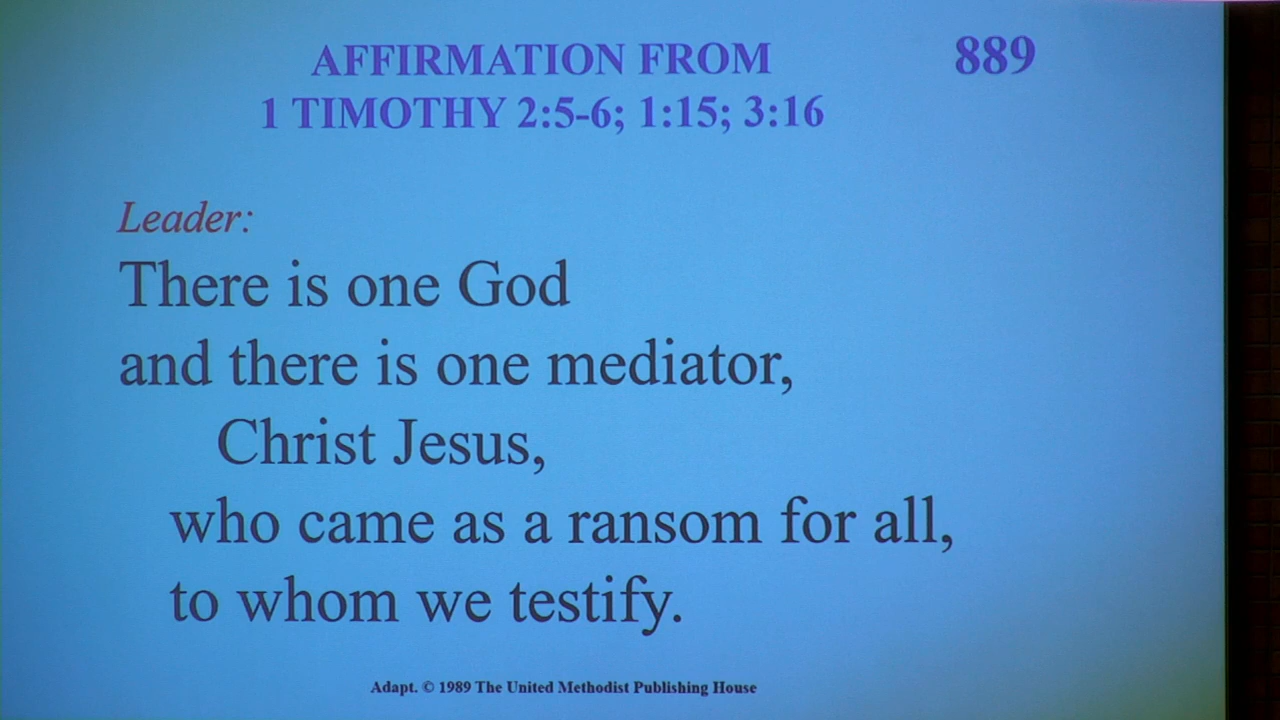 AFFIRMATION FROM 889
1 TIMOTHY 2:5-6; 1:15; 3:16
Leader:
There is one God
and there is one mediator,
Christ Jesus,
who came as a ransom for all,
to whom we testify.
Adapt. © 1989 The United Methodist Publishing House